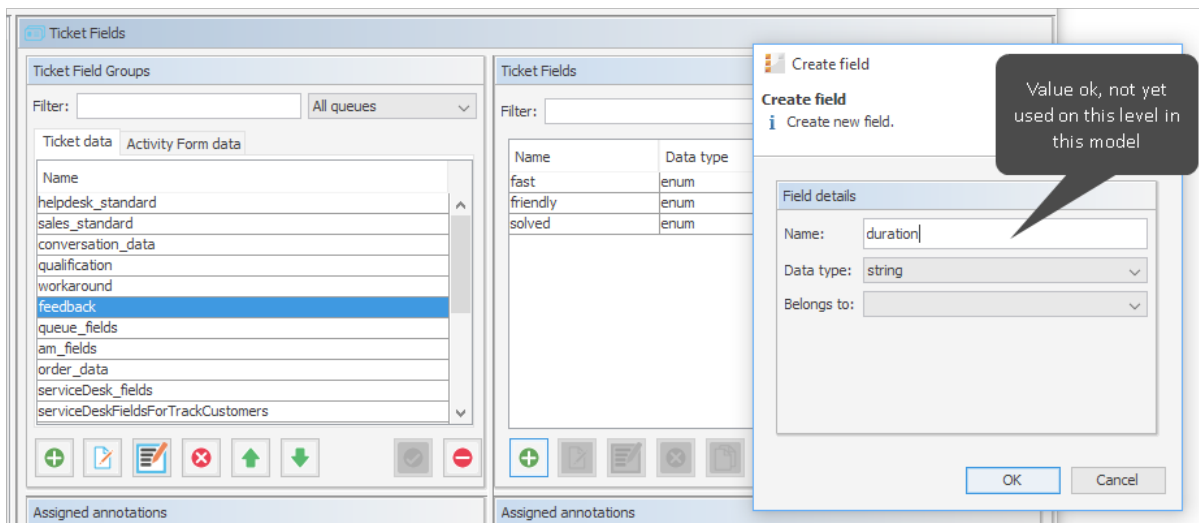 Ticket Fields
Ticket Field Groups
Filter:
All queues
Ticket data
Activity Form data
Name
helpdesk_standard
sales_standard
conversation_data
qualification
workaround
feedback
queue_fields
am_fields
order_data
serviceDesk_fields
serviceDeskFieldsForTrackCustomers
Assigned annotations
Ticket Fields
Filter:
Name Data type
fast enum
friendly enum
solved enum
Assigned annotations
Create field
Create field
i Create new field.
Value ok, not yet
used on this level in
this model
Field details
Name: duration
Data type: string
Belongs to:
OK Cancel